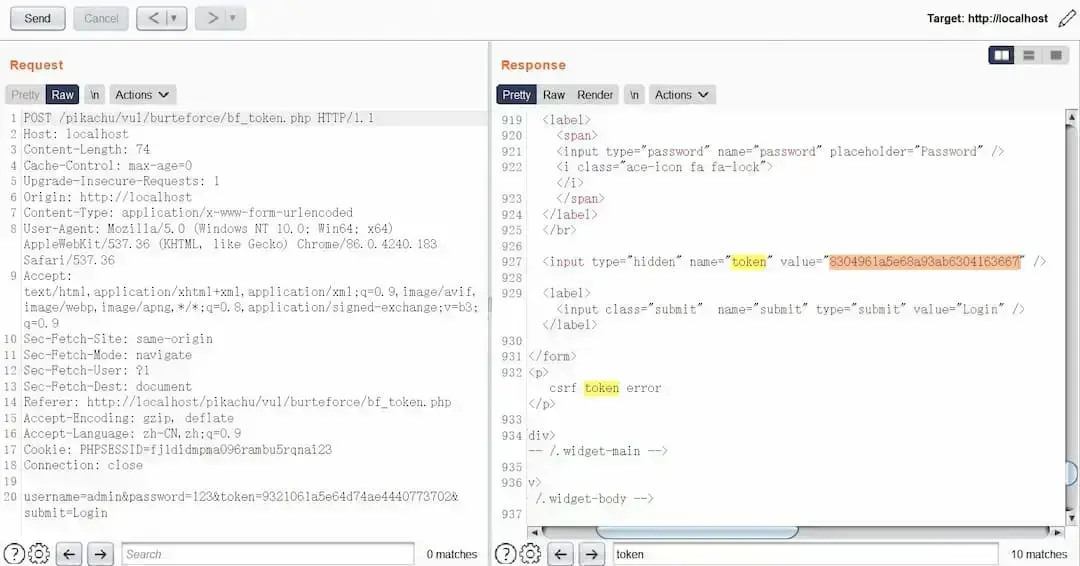 Send
Cancel
<
>
Target: http://localhost
Request
Pretty
Raw
\n
Actions
1 POST /pikachu/vul/burteforce/bf_token.php HTTP/1.1
2 Host: localhost
3 Content-Length: 74
4 Cache-Control: max-age=0
5 Upgrade-Insecure-Requests: 1
6 Origin: http://localhost
7 Content-Type: application/x-www-form-urlencoded
8 User-Agent: Mozilla/5.0 (Windows NT 10.0; Win64; x64)
AppleWebKit/537.36 (KHTML, like Gecko) Chrome/86.0.4240.183
Safari/537.36
9 Accept:
text/html,application/xhtml+xml,application/xml;q=0.9,image/avif,
image/webp,image/apng,*/*;q=0.8,application/signed-exchange;v=b3;
q=0.9
10 Sec-Fetch-Site: same-origin
11 Sec-Fetch-Mode: navigate
12 Sec-Fetch-User: ?1
13 Sec-Fetch-Dest: document
14 Referer: http://localhost/pikachu/vul/burteforce/bf_token.php
15 Accept-Encoding: gzip, deflate
16 Accept-Language: zh-CN,zh;q=0.9
17 Cookie: PHPSESSID=fjldidmpma096rambu5rqnai23
18 Connection: close
19
20 username=admin&password=123&token=9321061a5e64d74ae4440773702&
submit=Login
Search...
0 matches
Response
Pretty
Raw
Render
\n
Actions
919 <label>
920 <span>
921 <input type="password" name="password" placeholder="Password" />
922 <i class="ace-icon fa fa-lock">
</i>
923 </span>
924 </label>
925 </br>
926
927 <input type="hidden" name="token" value="8304961a5e68a93ab6304163667" />
928
929 <label>
<input class="submit" name="submit" type="submit" value="Login" />
</label>
930
931 </form>
932 <p>
csrf token error
</p>
933
934 div>
-- /.widget-main -->
935
936 v>
/.widget-body -->
937
token
10 matches